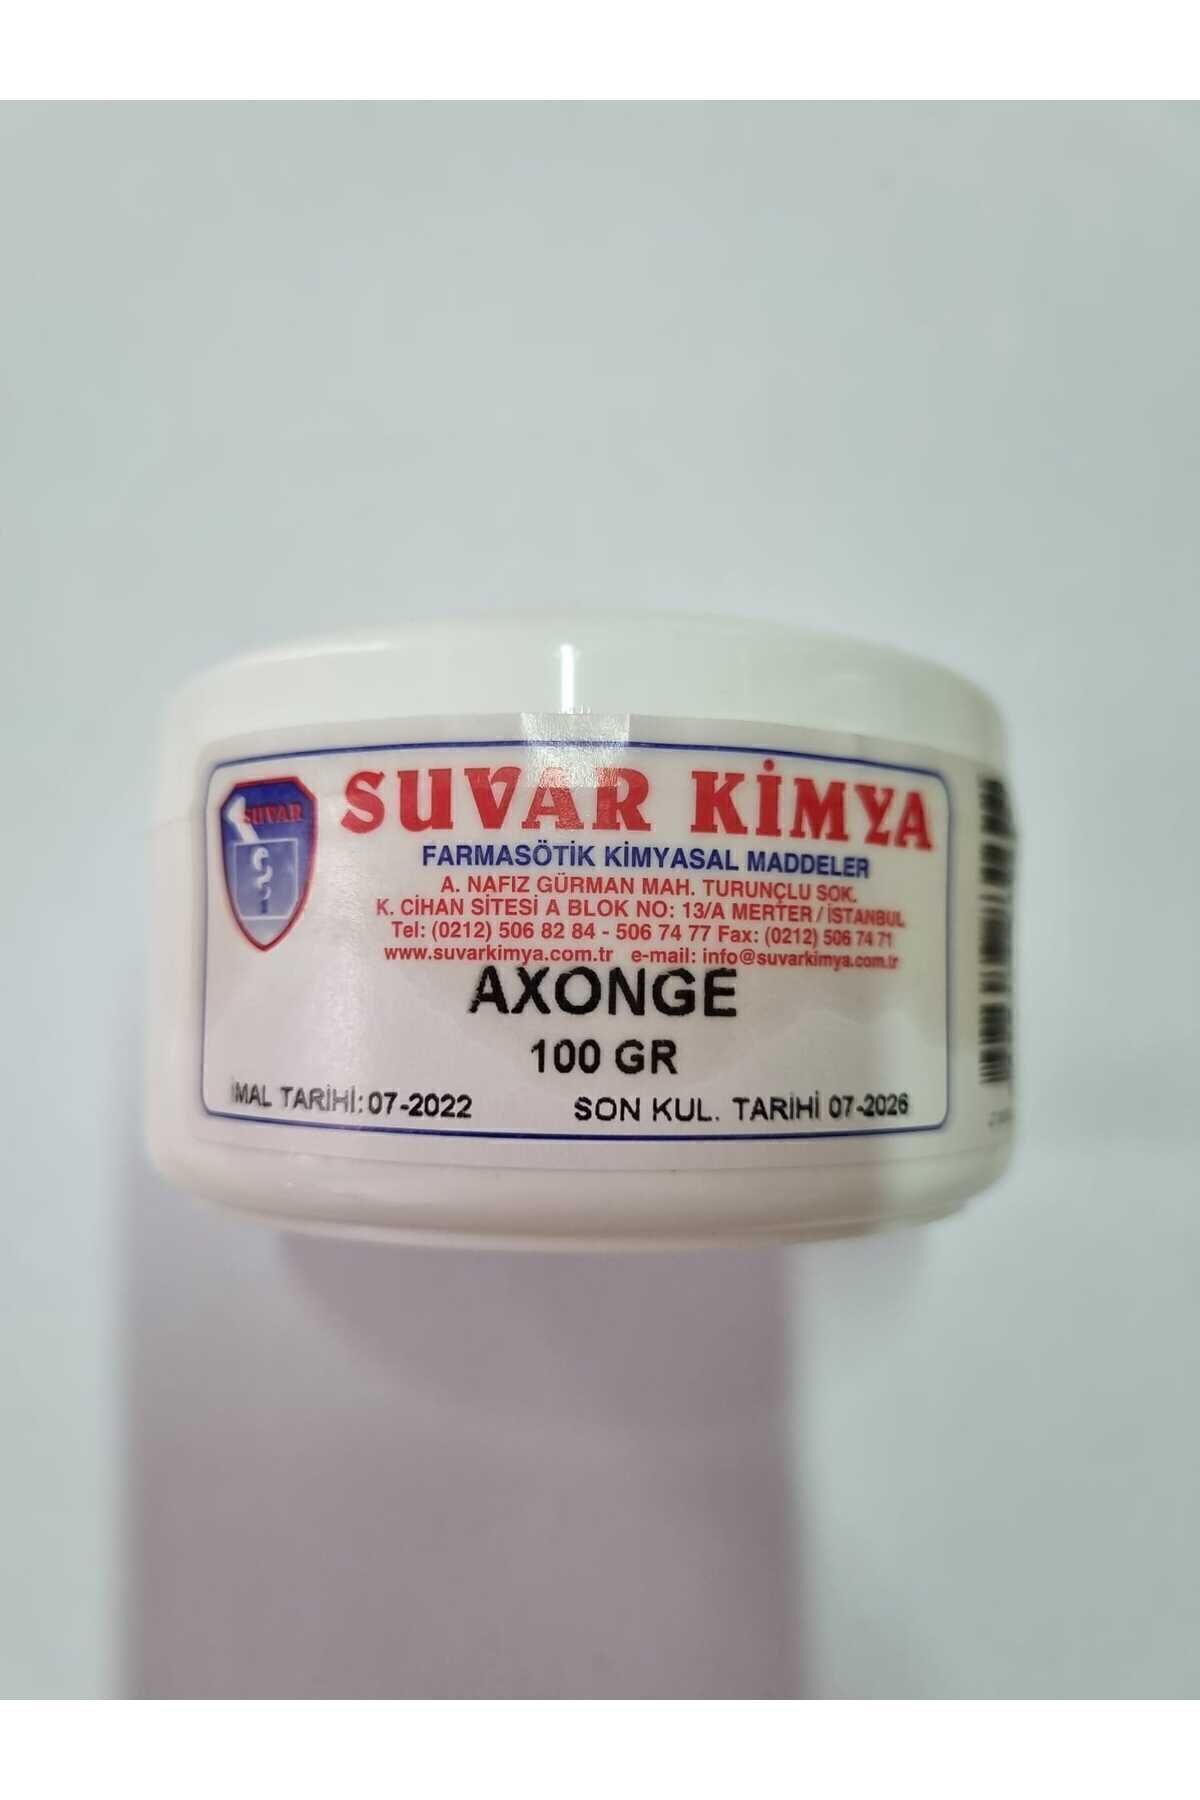 SUVAR
SUVAR KİMYA
FARMASÖTİK KİMYASAL MADDELER
A. NAFIZ GÜRMAN MAH. TURUNÇLU SOK.
K. CİHAN SİTESİ A BLOK NO: 13/A MERTER / İSTANBUL
Tel: (0212) 506 82 84 - 506 74 77 Fax: (0212) 506 74 71
www.suvarkimya.com.tr e-mail: info@suvarkimya.com.tr
AXONGE
100 GR
İMAL TARİHİ: 07-2022 SON KUL. TARİHİ 07-2026